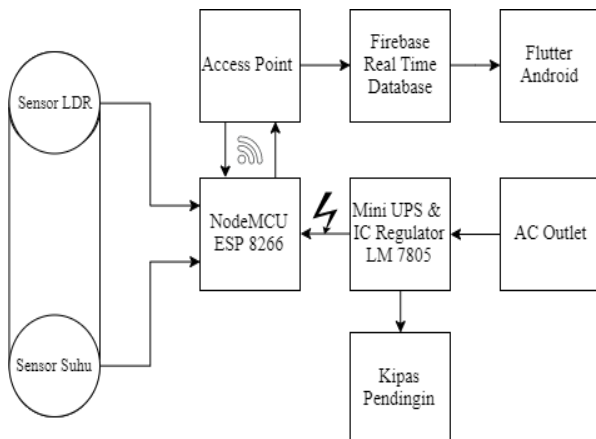 Sensor LDR
Access Point
Firebase
Real Time
Database
Flutter
Android
NodeMCU
ESP 8266
Mini UPS &
IC Regulator
LM 7805
AC Outlet
Sensor Suhu
Kipas
Pendingin